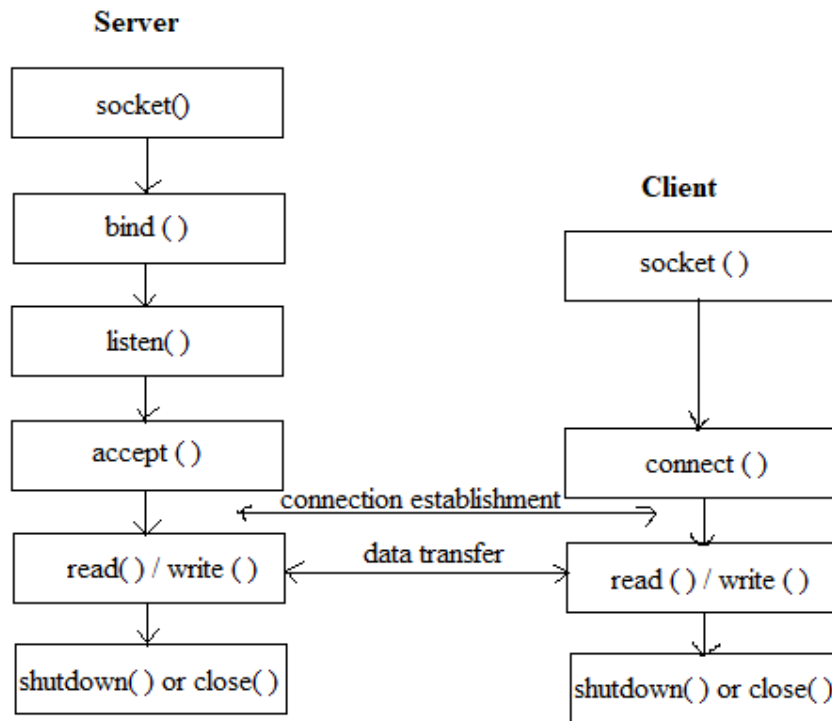 Server
socket()
bind ( )
listen( )
accept ( )
read( ) / write ( )
shutdown( ) or close( )
connection establishment
data transfer
Client
socket ( )
connect ( )
read ( ) / write ( )
shutdown( ) or close( )